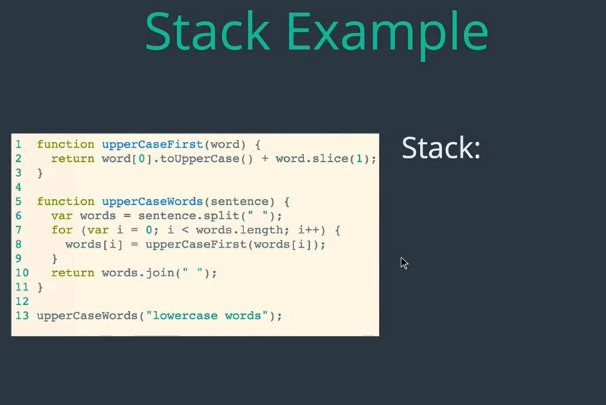 Stack Example
1 function upperCaseFirst(word) {
2   return word[0].toUpperCase() + word.slice(1);
3 }
4
5 function upperCaseWords(sentence) {
6   var words = sentence.split(" ");
7   for (var i = 0; i < words.length; i++) {
8     words[i] = upperCaseFirst(words[i]);
9   }
10   return words.join(" ");
11 }
12
13 upperCaseWords("lowercase words");
Stack: